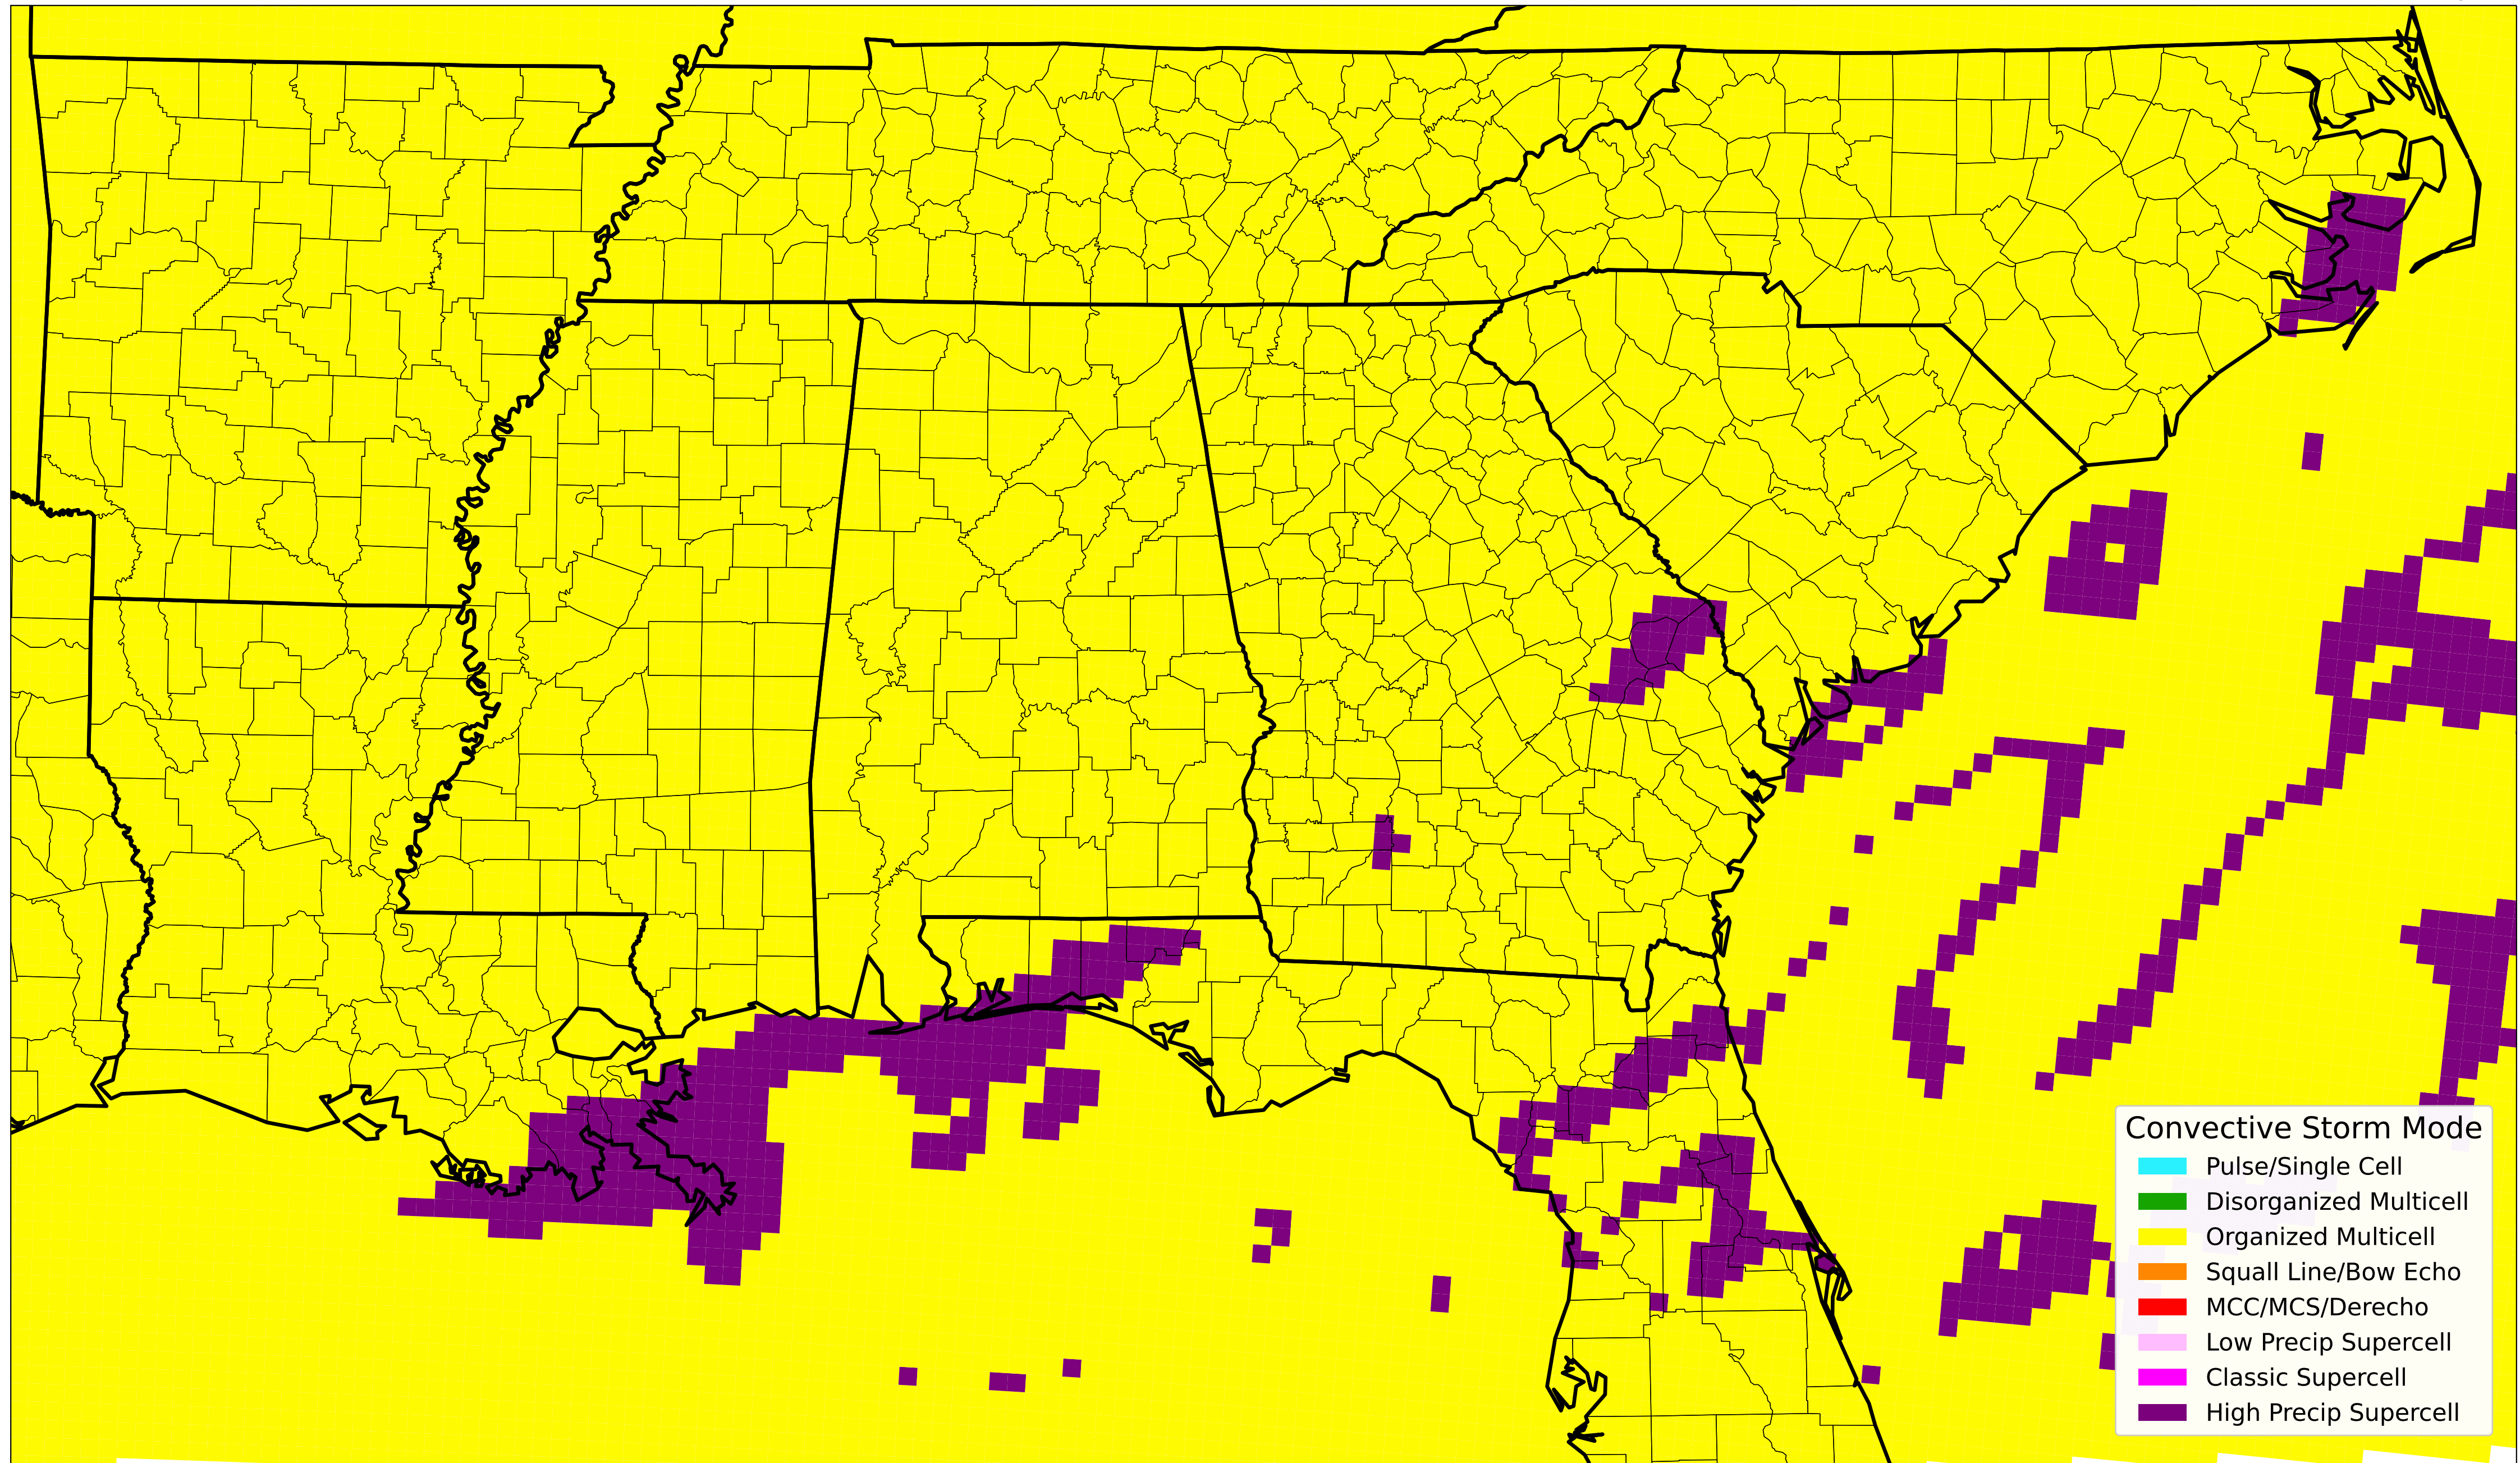 Convective Storm Mode
Pulse/Single Cell
Disorganized Multicell
Organized Multicell
Squall Line/Bow Echo
MCC/MCS/Derecho
Low Precip Supercell
Classic Supercell
High Precip Supercell